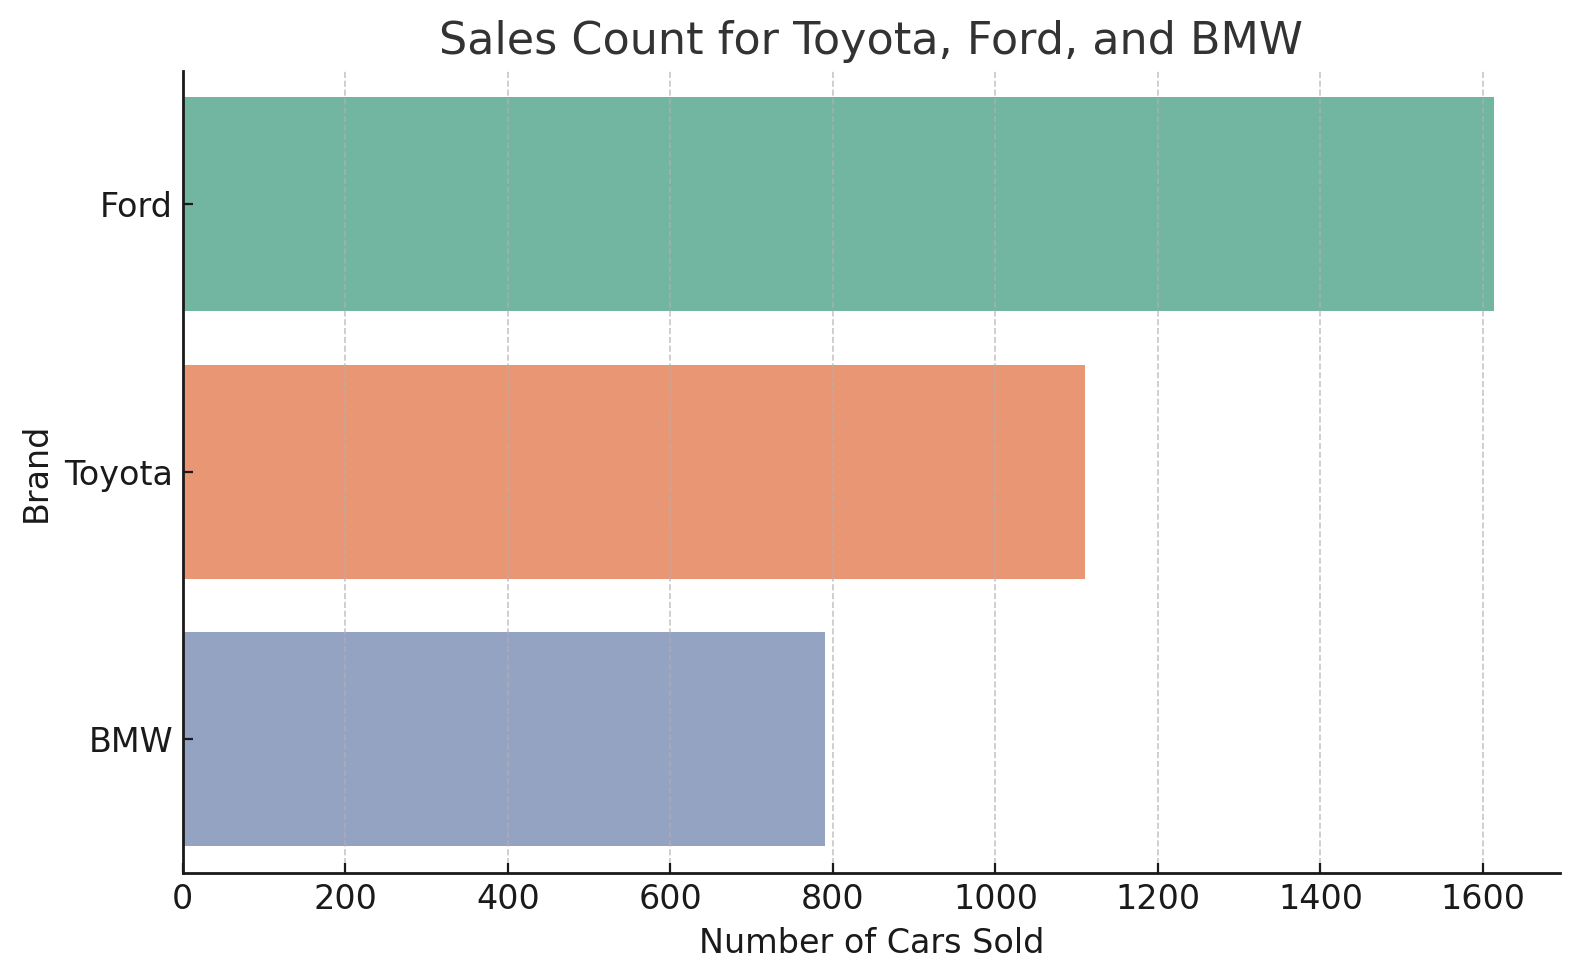 Sales Count for Toyota, Ford, and BMW
Brand
Ford
Toyota
BMW
0 200 400 600 800 1000 1200 1400 1600
Number of Cars Sold